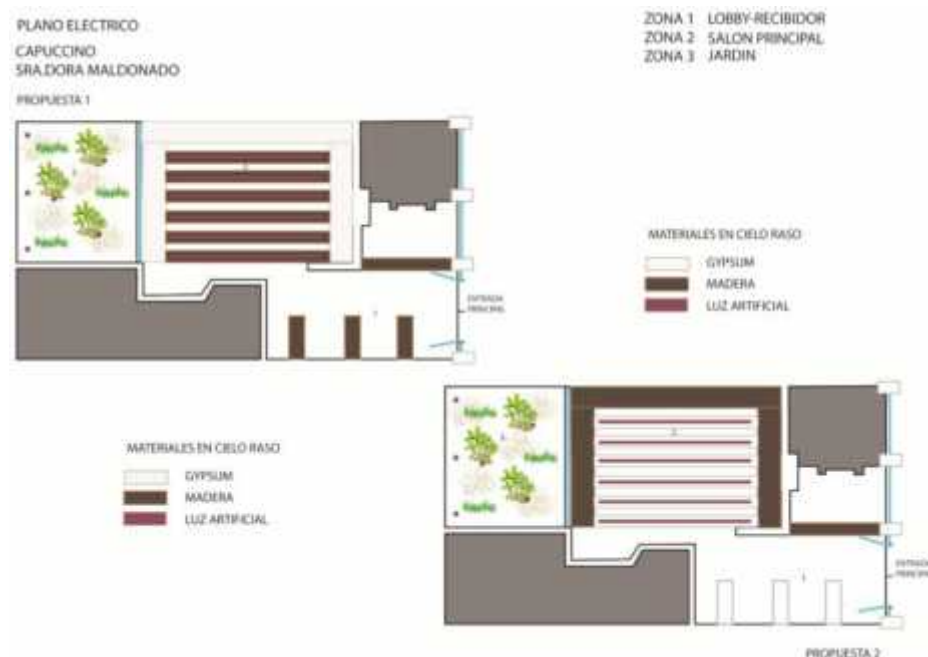 PLANO ELECTRICO
CAPUCCINO
SRA.DORA MALDONADO
PROPUESTA 1
ZONA 1 LOBBY-RECIBIDOR
ZONA 2 SALON PRINCIPAL
ZONA 3 JARDIN
MATERIALES EN CIELO RASO
GYPSUM
MADERA
LUZ ARTIFICIAL
ENTRADA
PRINCIPAL
MATERIALES EN CIELO RASO
GYPSUM
MADERA
LUZ ARTIFICIAL
ENTRADA
PRINCIPAL
PROPUESTA 2